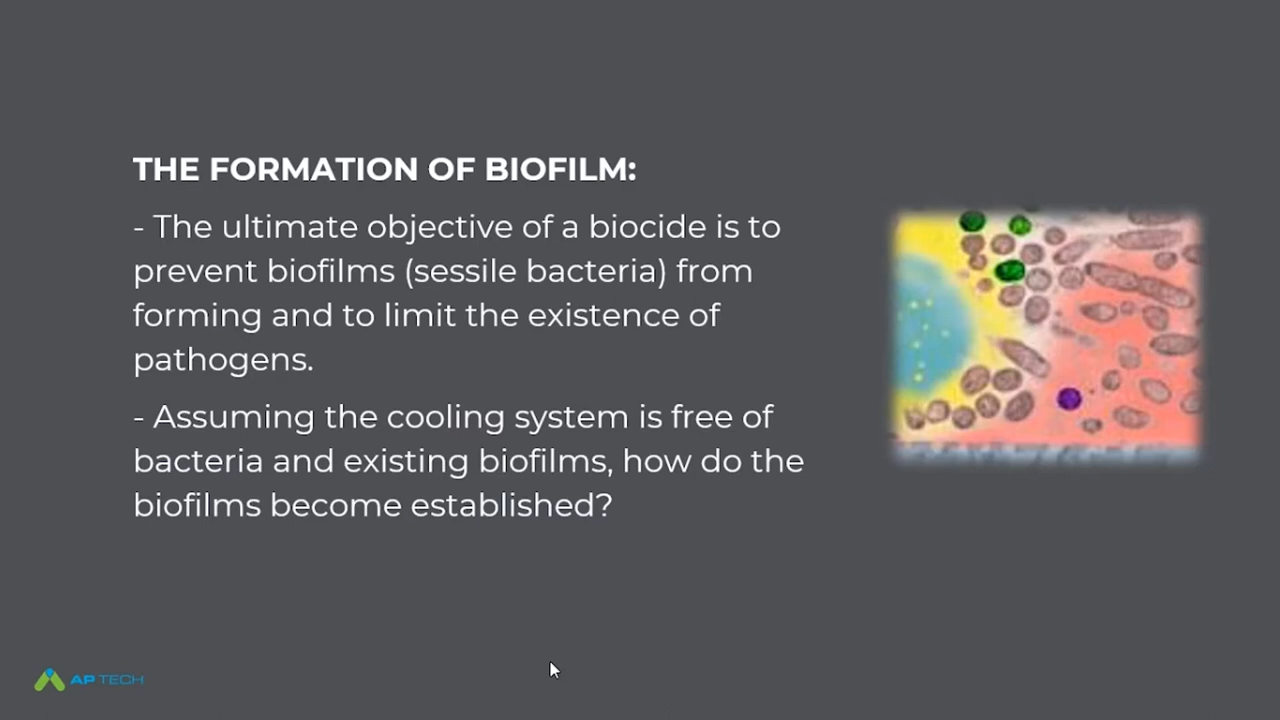 THE FORMATION OF BIOFILM:
- The ultimate objective of a biocide is to
prevent biofilms (sessile bacteria) from
forming and to limit the existence of
pathogens.
- Assuming the cooling system is free of
bacteria and existing biofilms, how do the
biofilms become established?
AP TECH